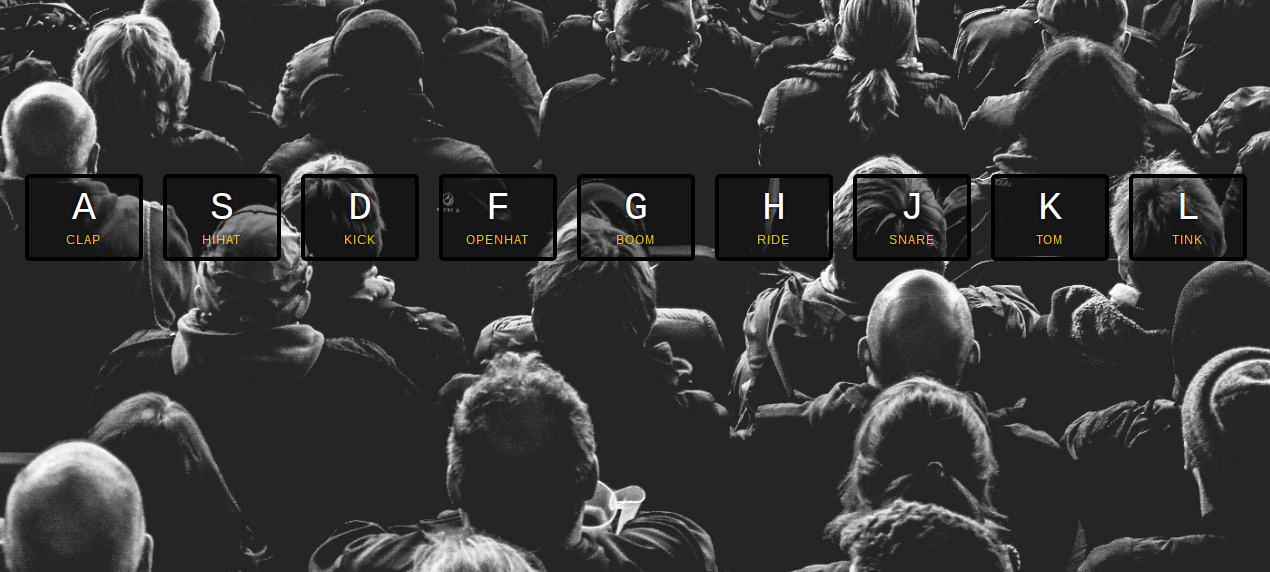 A S D F G H J K L
CLAP HIHAT KICK OPENHAT BOOM RIDE SNARE TOM TINK